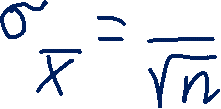 σ_x̅ = ─/√n